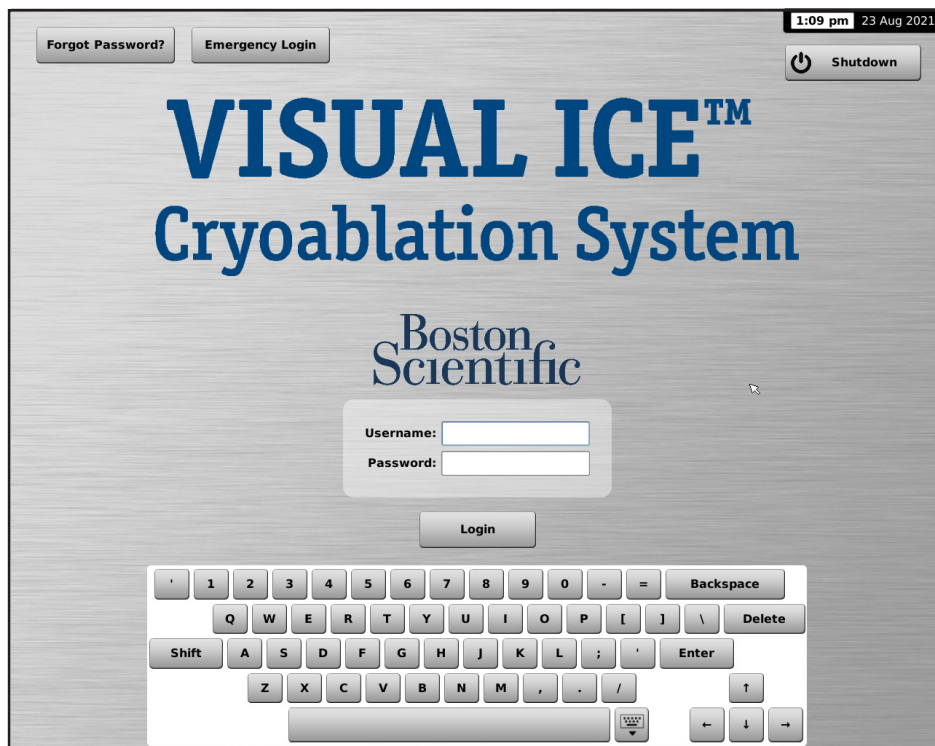 1:09 pm 23 Aug 2021
Forgot Password? Emergency Login
Shutdown
VISUAL ICE™
Cryoablation System
Boston
Scientific
Username:
Password:
Login
' 1 2 3 4 5 6 7 8 9 0 - = Backspace
Q W E R T Y U I O P [ ] \ Delete
Shift A S D F G H J K L ; ' Enter
Z X C V B N M , . / ↑
← ↓ →